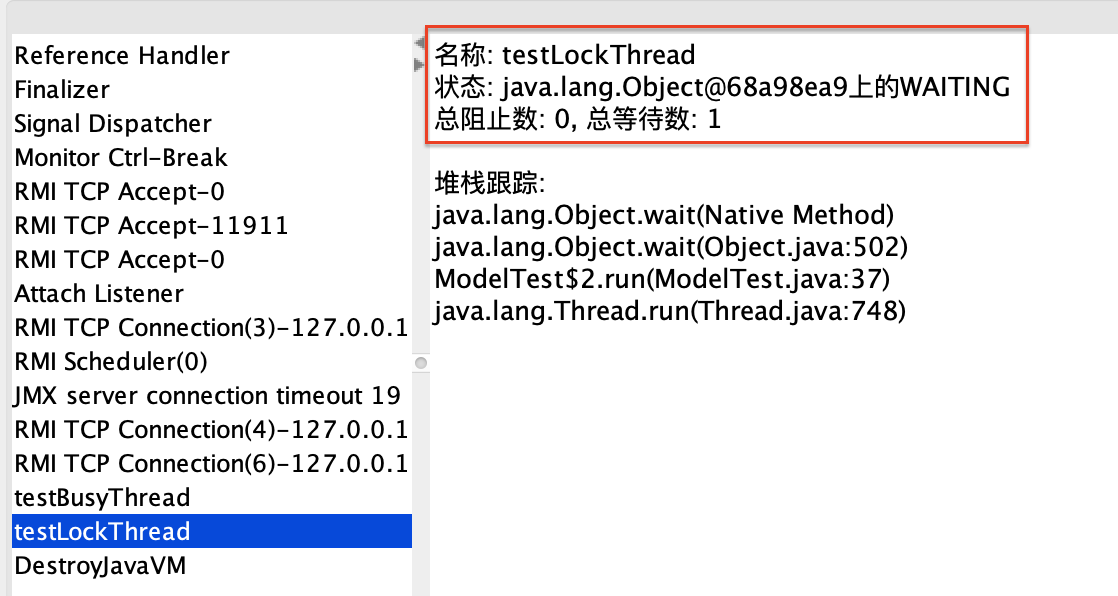 Reference Handler
Finalizer
Signal Dispatcher
Monitor Ctrl-Break
RMI TCP Accept-0
RMI TCP Accept-11911
RMI TCP Accept-0
Attach Listener
RMI TCP Connection(3)-127.0.0.1
RMI Scheduler(0)
JMX server connection timeout 19
RMI TCP Connection(4)-127.0.0.1
RMI TCP Connection(6)-127.0.0.1
testBusyThread
testLockThread
DestroyJavaVM
名称: testLockThread
状态: java.lang.Object@68a98ea9上的WAITING
总阻止数: 0, 总等待数: 1
堆栈跟踪:
java.lang.Object.wait(Native Method)
java.lang.Object.wait(Object.java:502)
ModelTest$2.run(ModelTest.java:37)
java.lang.Thread.run(Thread.java:748)